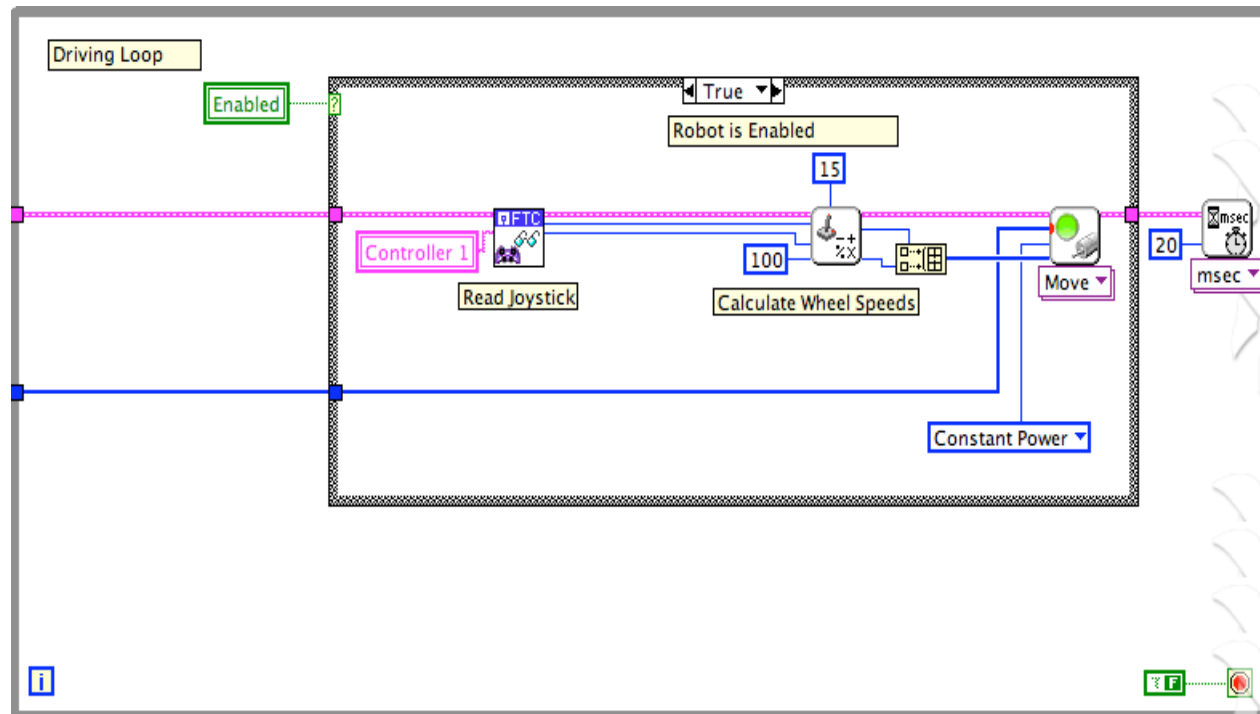 Driving Loop
Enabled
?
True
Robot is Enabled
15
FTC
Controller 1
100
Read Joystick
Calculate Wheel Speeds
- +
% x
Move
msec
20
msec
Constant Power
i
F